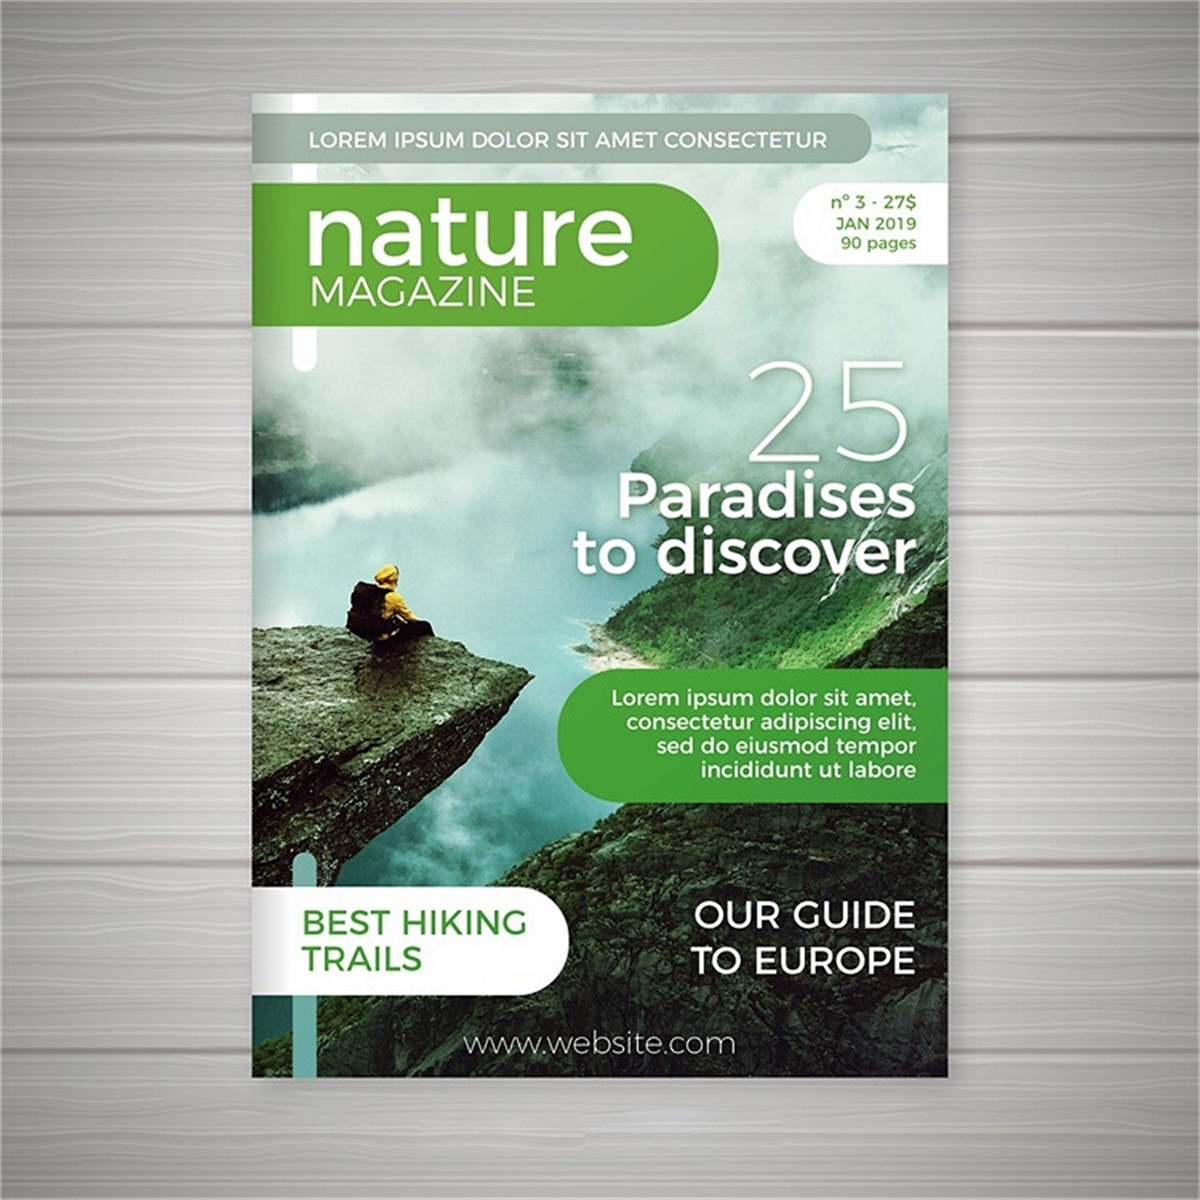 LOREM IPSUM DOLOR SIT AMET CONSECTETUR
nature
MAGAZINE
nº 3 - 27$
JAN 2019
90 pages
25
Paradises
to discover
Lorem ipsum dolor sit amet,
consectetur adipiscing elit,
sed do eiusmod tempor
incididunt ut labore
BEST HIKING
TRAILS
OUR GUIDE
TO EUROPE
www.website.com